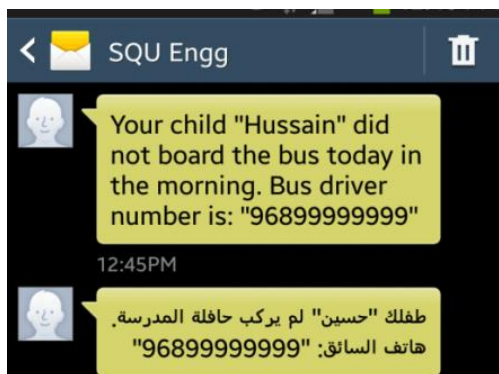 SQU Engg
Your child "Hussain" did
not board the bus today in
the morning. Bus driver
number is: "96899999999"
12:45PM
طفلك "حسين" لم يركب حافلة المدرسة.
هاتف السائق: "96899999999"